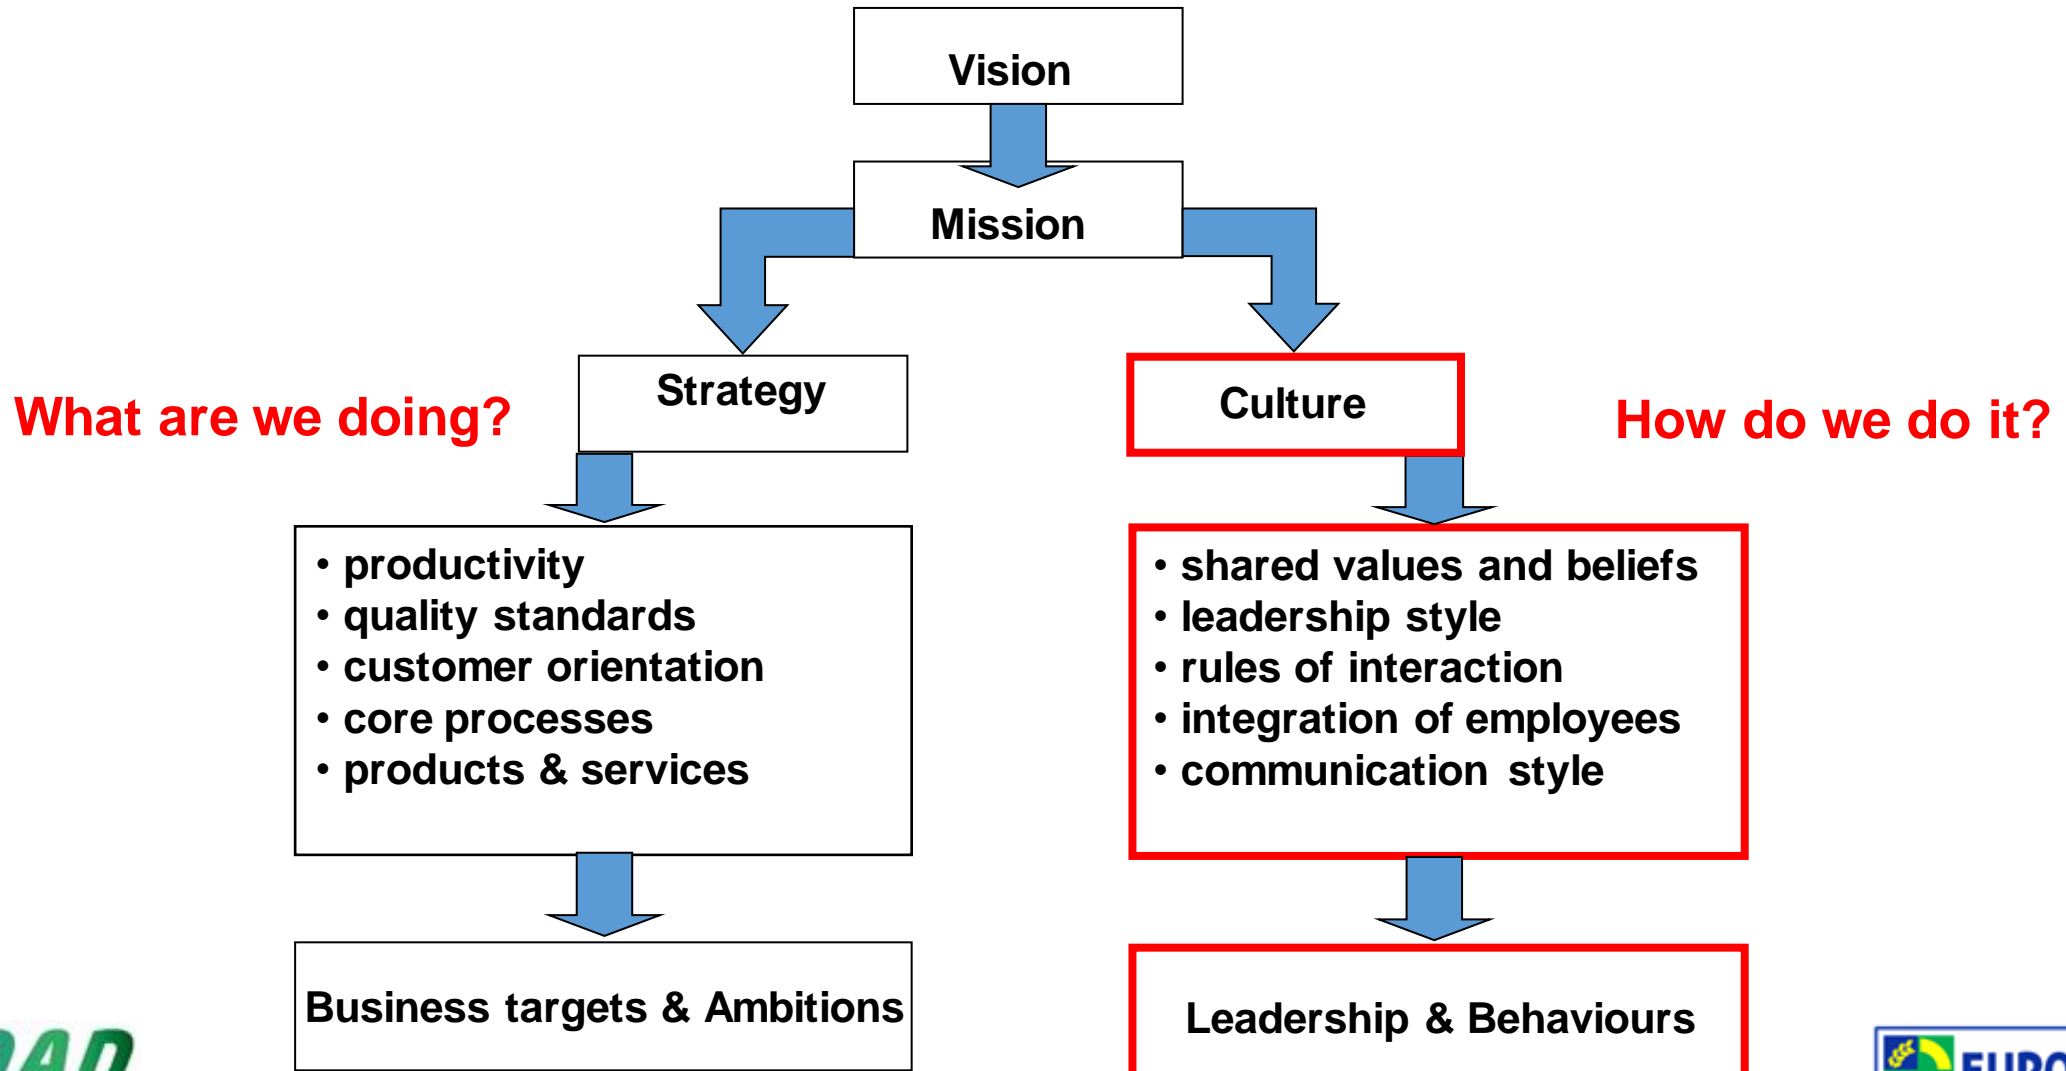 Vision
Mission
Strategy
Culture
What are we doing?
How do we do it?
• productivity
• quality standards
• customer orientation
• core processes
• products & services
• shared values and beliefs
• leadership style
• rules of interaction
• integration of employees
• communication style
Business targets & Ambitions
Leadership & Behaviours